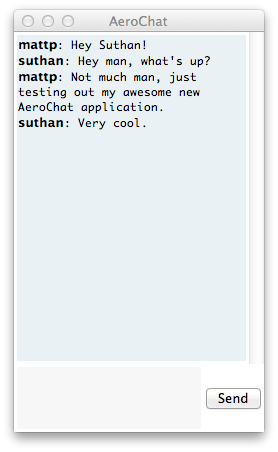 AeroChat
mattp: Hey Suthan!
suthan: Hey man, what's up?
mattp: Not much man, just
testing out my awesome new
AeroChat application.
suthan: Very cool.
Send